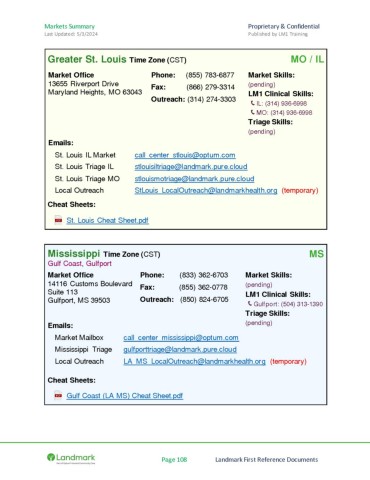 Markets Summary
Proprietary & Confidential
Last Updated: 5/3/2024
Published by LM1 Training
Greater St. Louis Time Zone (CST)
MO / IL
Market Office
13655 Riverport Drive
Maryland Heights, MO 63043
Phone: (855) 783-6877
Fax: (866) 279-3314
Outreach: (314) 274-3303
Market Skills:
(pending)
LM1 Clinical Skills:
IL: (314) 936-6998
MO: (314) 936-6998
Triage Skills:
(pending)
Emails:
St. Louis IL Market call_center_stlouis@optum.com
St. Louis Triage IL stlouisiltriage@landmark.pure.cloud
St. Louis Triage MO stlouismotriage@landmark.pure.cloud
Local Outreach StLouis_LocalOutreach@landmarkhealth.org (temporary)
Cheat Sheets:
St. Louis Cheat Sheet.pdf
Mississippi Time Zone (CST)
MS
Gulf Coast, Gulfport
Market Office
14116 Customs Boulevard
Suite 113
Gulfport, MS 39503
Phone: (833) 362-6703
Fax: (855) 362-0778
Outreach: (850) 824-6705
Market Skills:
(pending)
LM1 Clinical Skills:
Gulfport: (504) 313-1390
Triage Skills:
(pending)
Emails:
Market Mailbox call_center_mississippi@optum.com
Mississippi Triage gulfporttriage@landmark.pure.cloud
Local Outreach LA_MS_LocalOutreach@landmarkhealth.org (temporary)
Cheat Sheets:
Gulf Coast (LA MS) Cheat Sheet.pdf
Landmark
Page 108
Landmark First Reference Documents